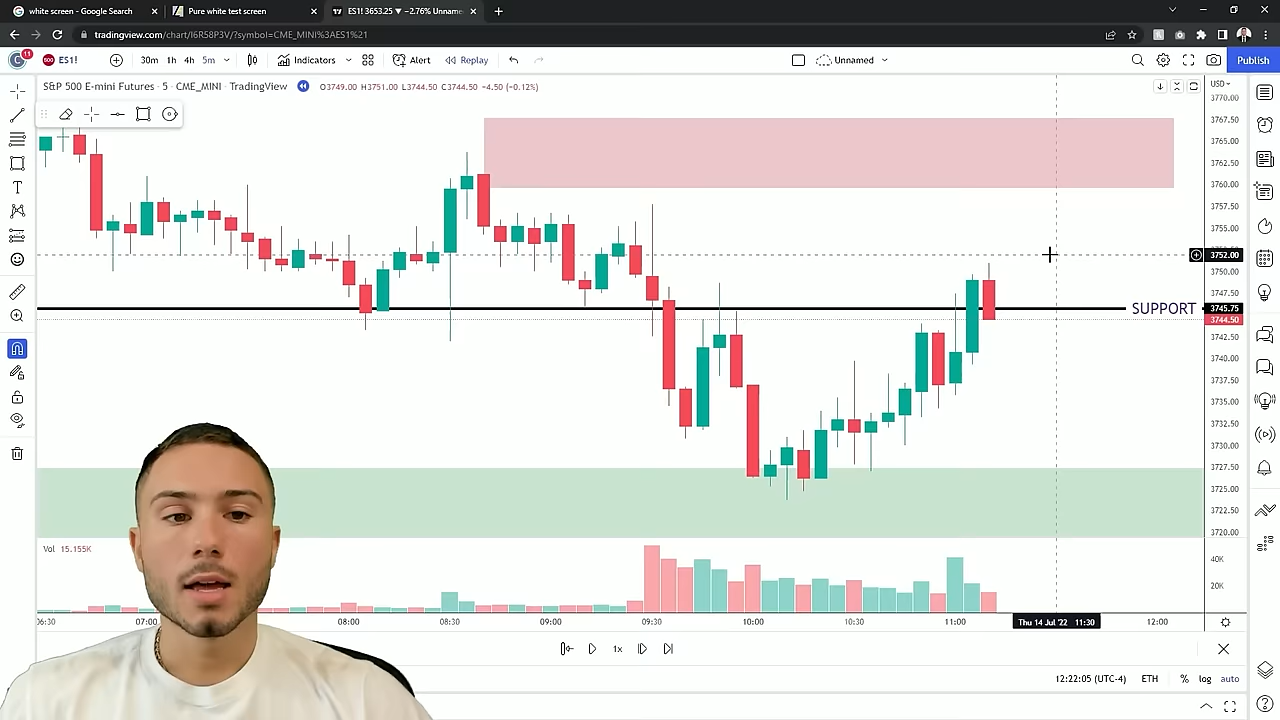 white screen - Google Search
Pure white test screen
ES1! 3653.25 ▼ −2.76% Unnam
tradingview.com/chart/I6R58P3V/?symbol=CME_MINI%3AES1%21
11
ES1!
30m 1h 4h 5m
Indicators
Alert
Replay
Unnamed
Publish
S&P 500 E-mini Futures · 5 · CME_MINI · TradingView
O3749.00 H3751.00 L3744.50 C3744.50 −4.50 (−0.12%)
USD
3770.00
3767.50
3765.00
3762.50
3760.00
3757.50
3755.00
3752.00
3750.00
3747.50
SUPPORT
3745.75
3744.50
3742.50
3740.00
3737.50
3735.00
3732.50
3730.00
3727.50
3725.00
3722.50
3720.00
Vol 15.155K
40K
20K
06:30 07:00 08:00 08:30 09:00 09:30 10:00 10:30 11:00 Thu 14 Jul '22 11:30 12:00
1x
12:22:05 (UTC-4) ETH % log auto